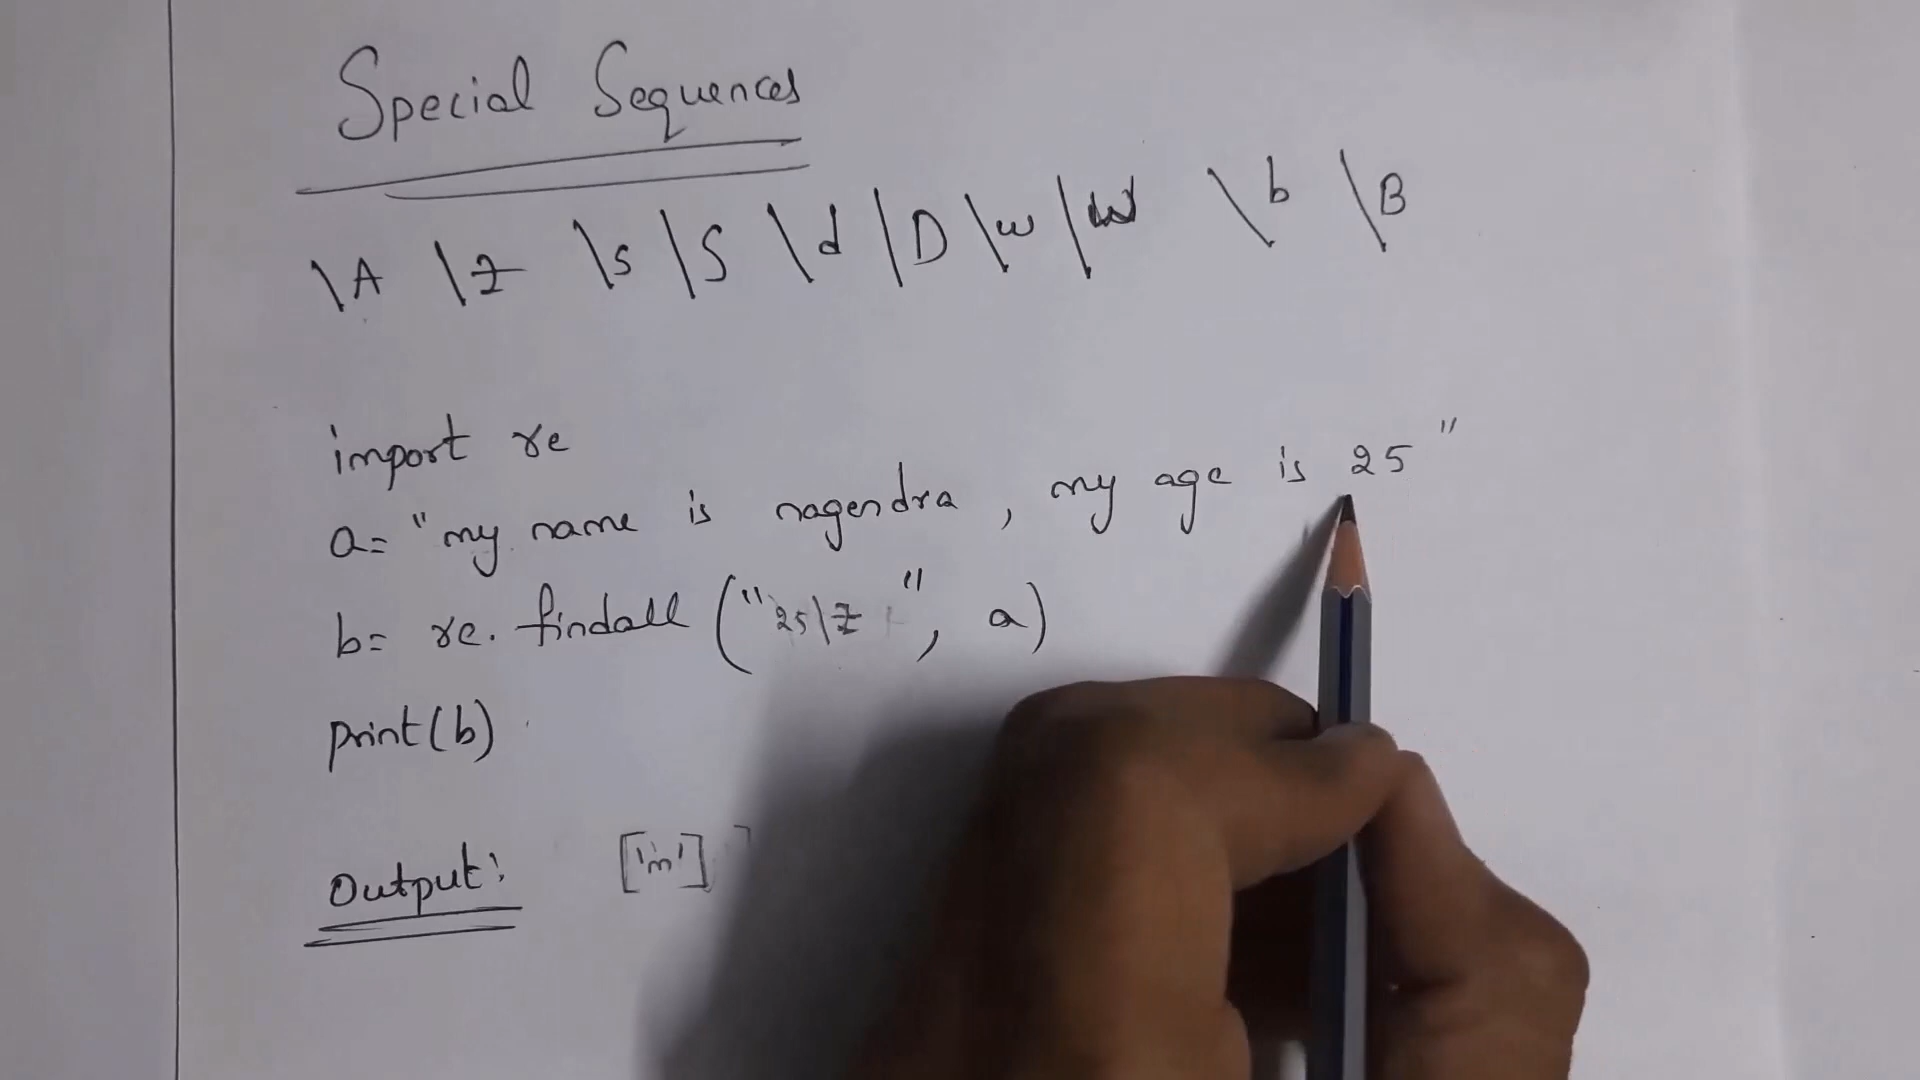 Special Sequences
\A \Z \s \S \d \D \w \W \b \B
import re
a= "my name is nagendra, my age is 25"
b= re.findall("25\Z", a)
print(b)
Output: ['m']